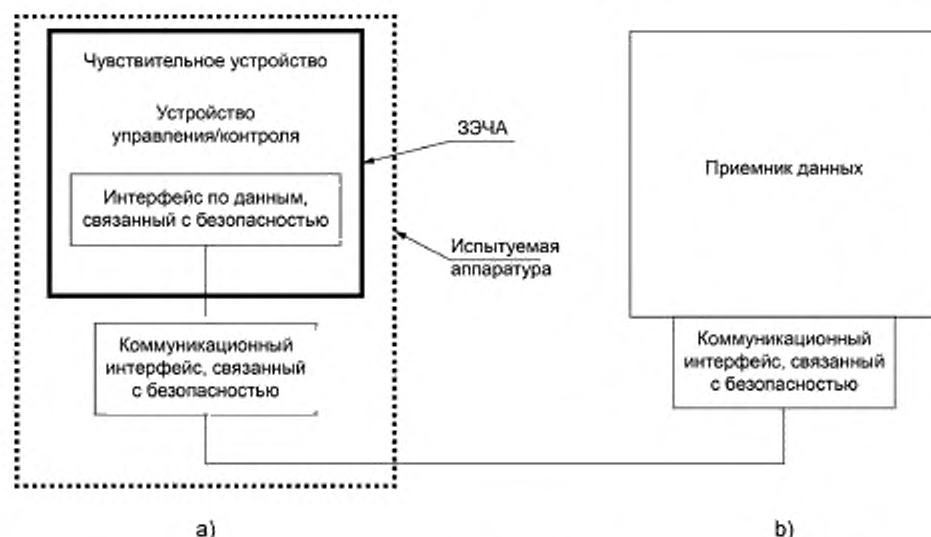 Чувствительное устройство
Устройство
управления/контроля
Интерфейс по данным,
связанный с безопасностью
Коммуникационный
интерфейс, связанный
с безопасностью
ЗЭЧА
Испытуемая
аппаратура
Приемник данных
Коммуникационный
интерфейс, связанный
с безопасностью
a)
b)